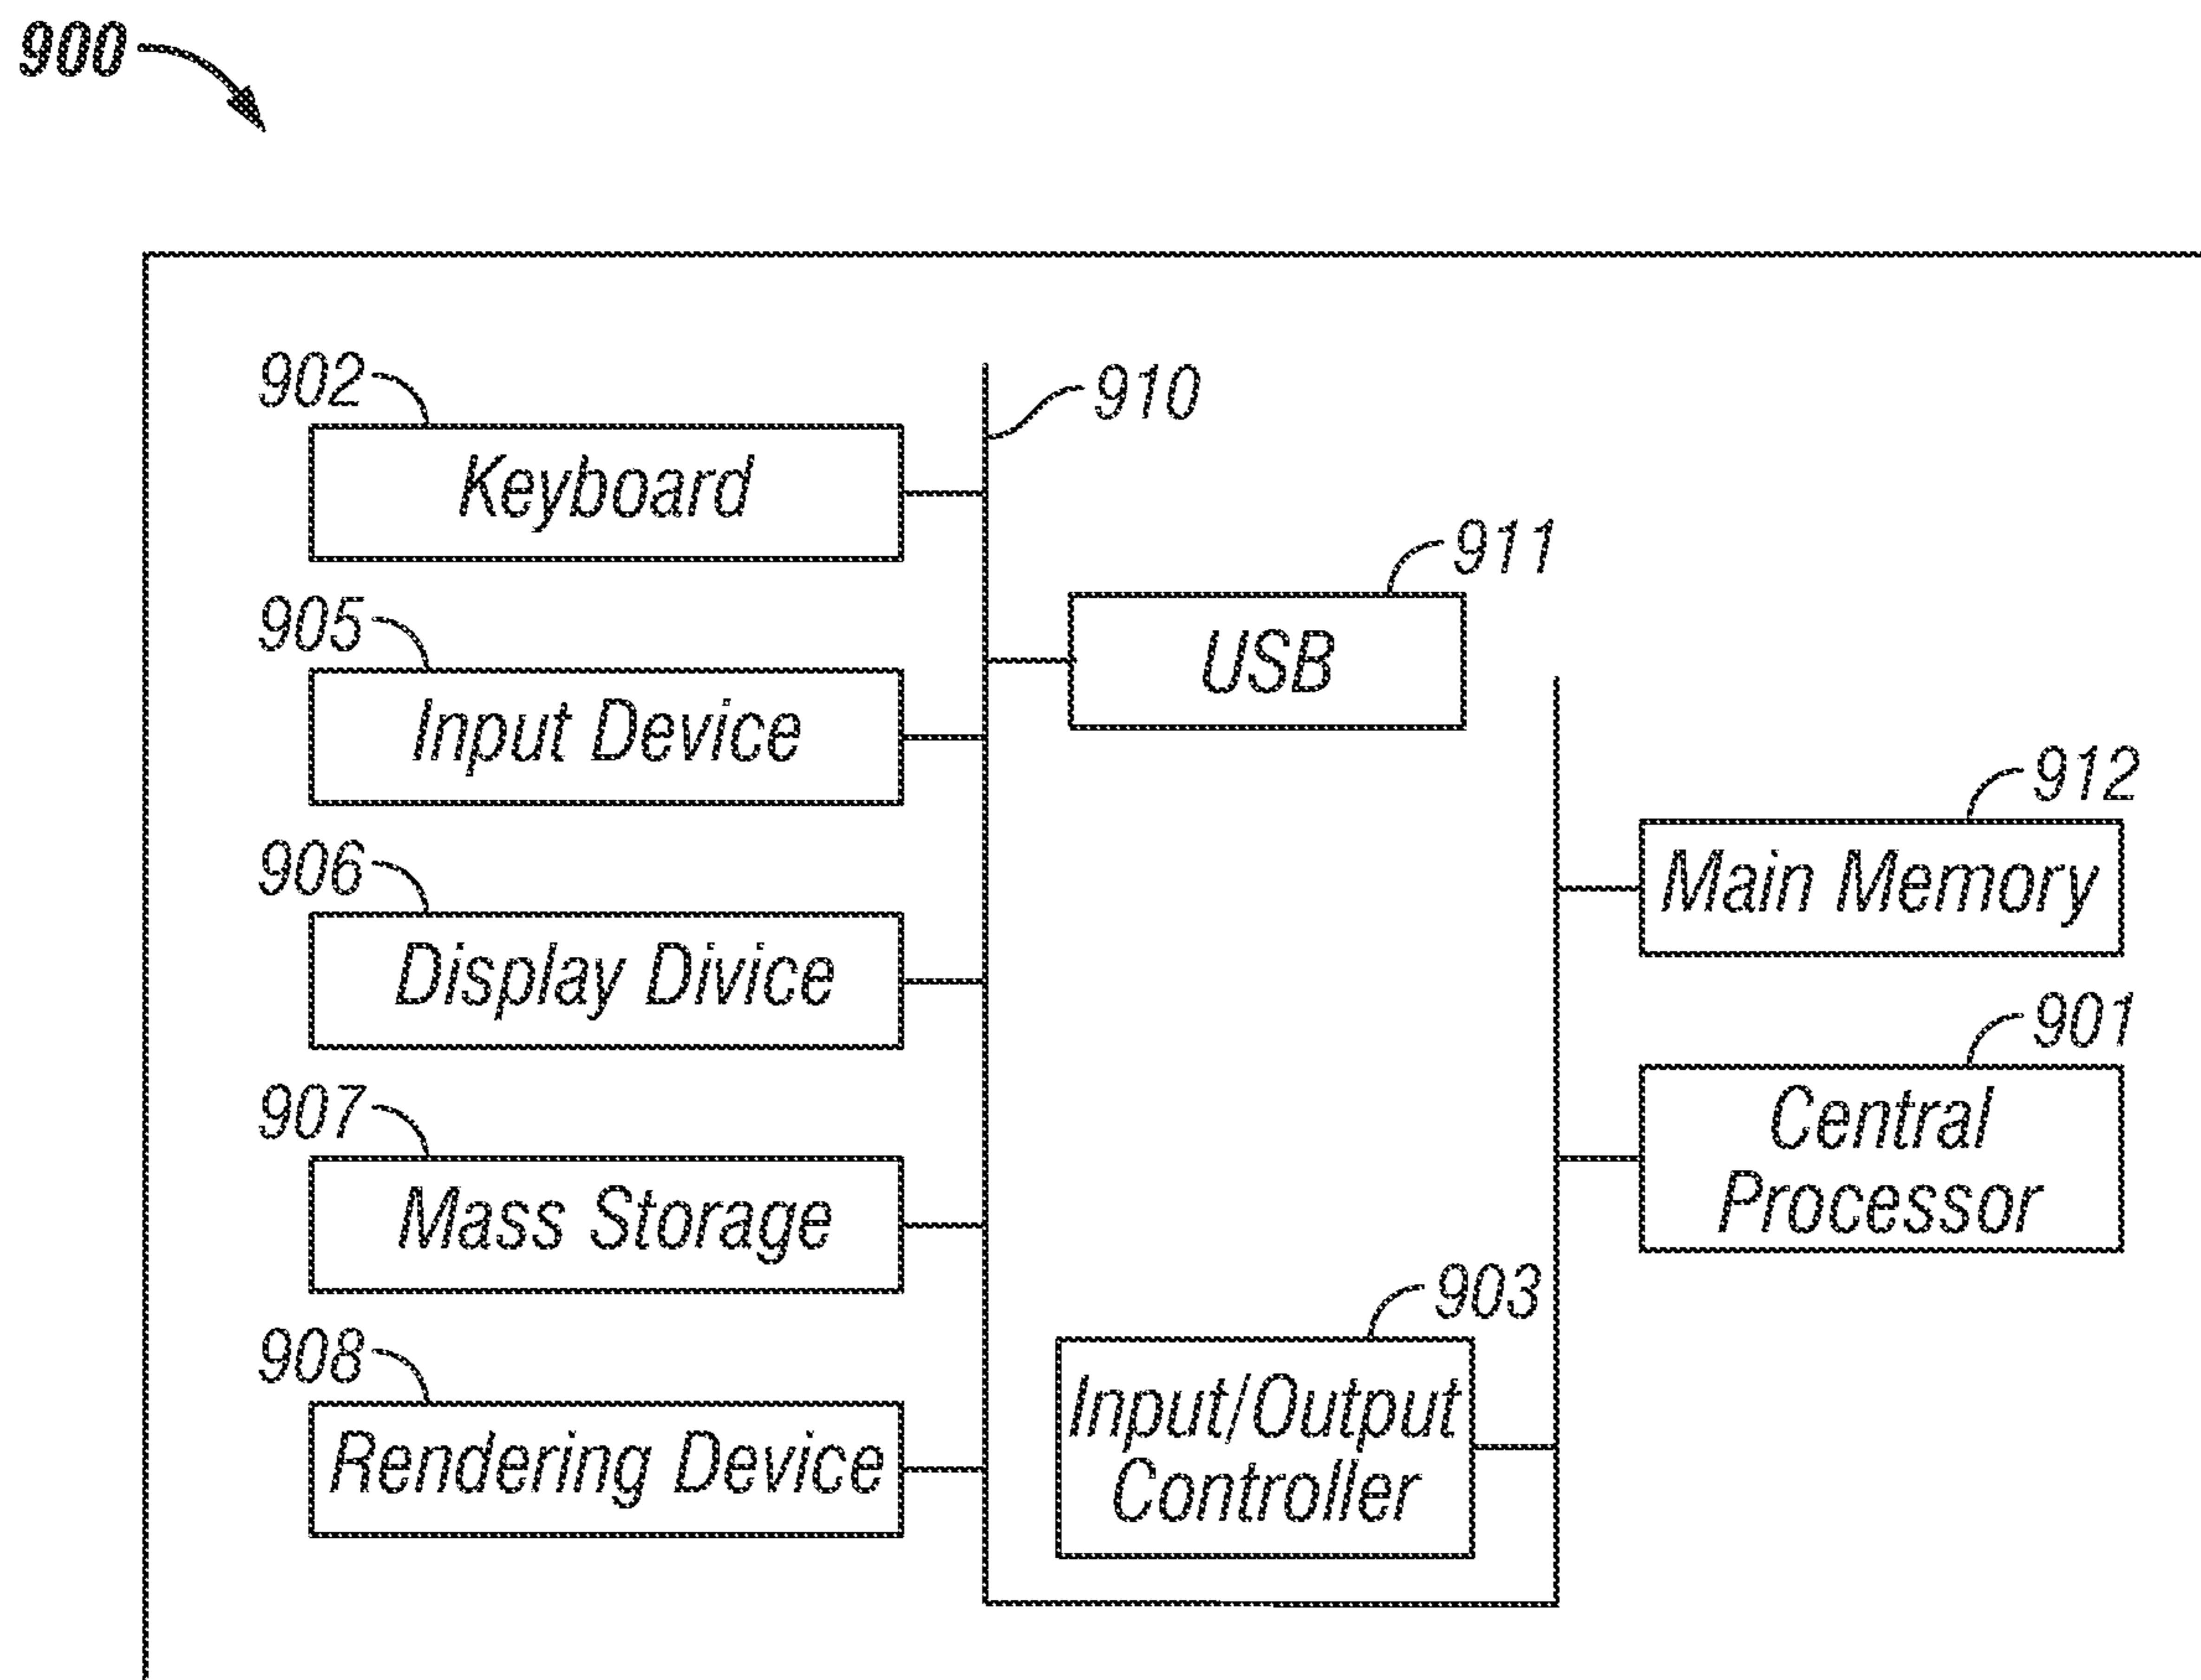 900
902
910
Keyboard
911
905
USB
Input Device
912
906
Main Memory
Display Divice
901
907
Central
Processor
Mass Storage
903
908
Input/Output
Controller
Rendering Device